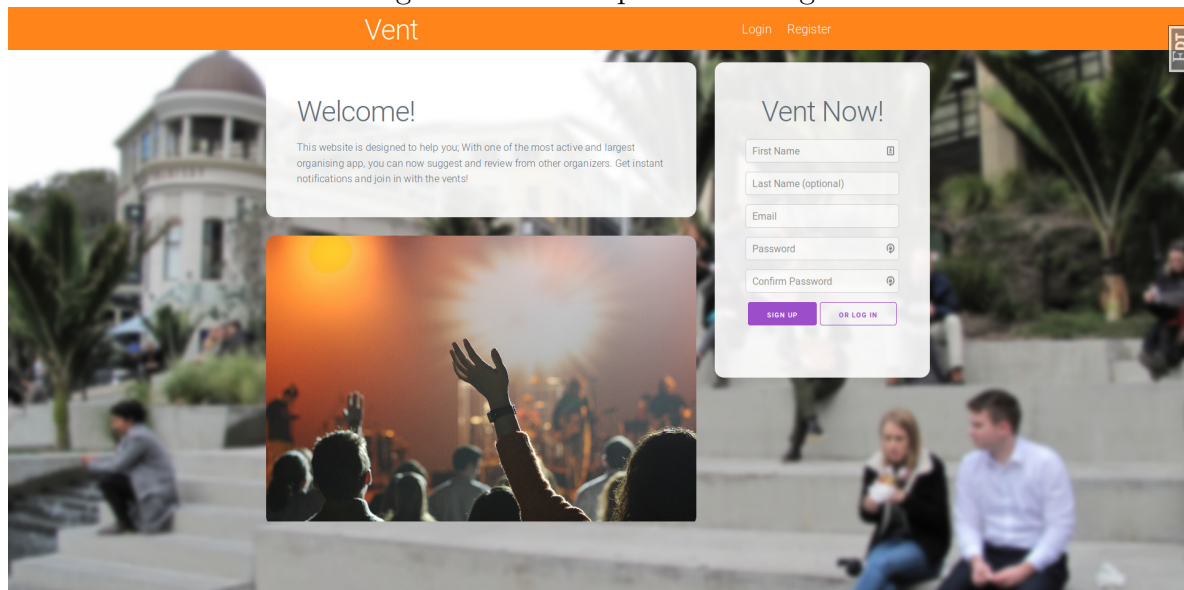 Vent
Login Register
Welcome!
This website is designed to help you; With one of the most active and largest
organising app, you can now suggest and review from other organizers. Get instant
notifications and join in with the vents!
Vent Now!
First Name
Last Name (optional)
Email
Password
Confirm Password
SIGN UP
OR LOG IN